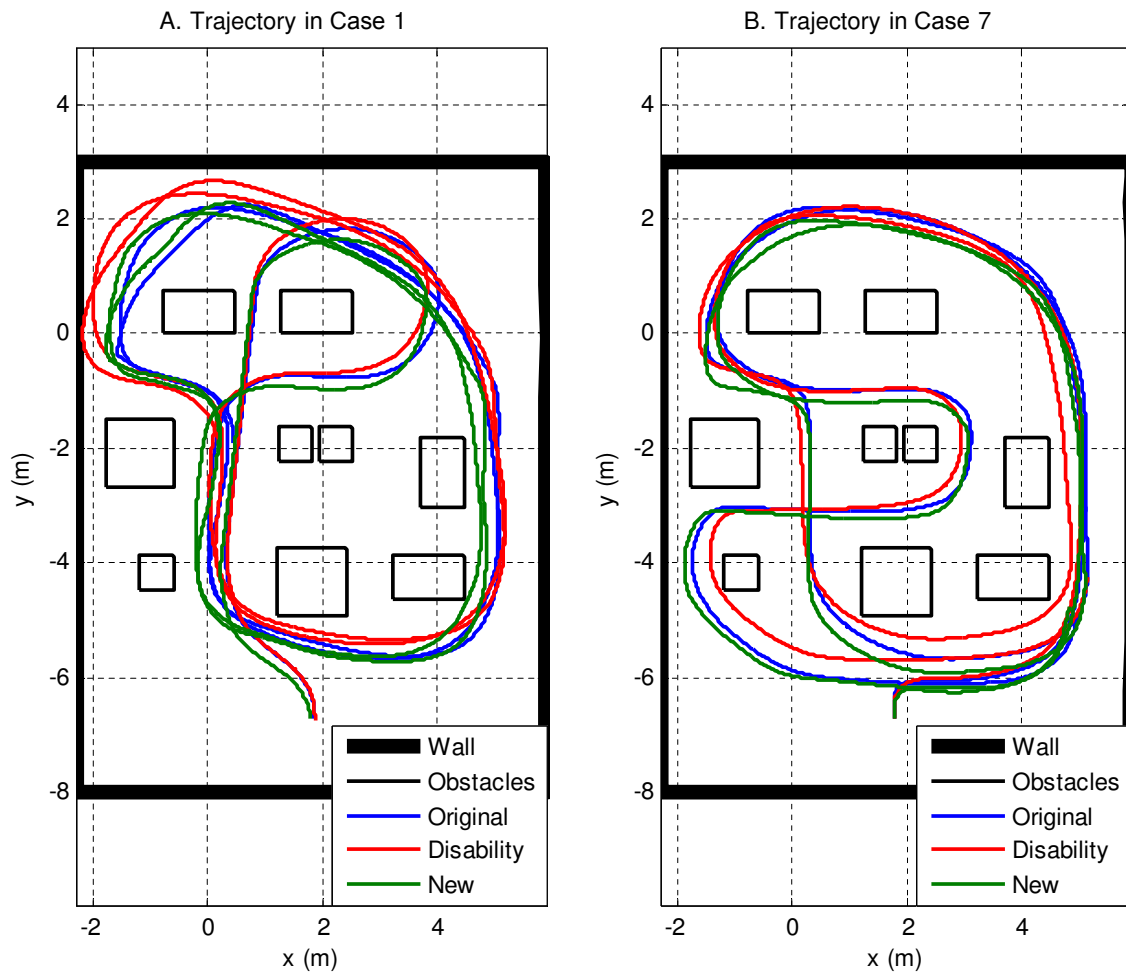 A. Trajectory in Case 1
4
2
0
-2
-4
-6
-8
y (m)
-2 0 2 4
x (m)
Wall
Obstacles
Original
Disability
New
B. Trajectory in Case 7
4
2
0
-2
-4
-6
-8
y (m)
-2 0 2 4
x (m)
Wall
Obstacles
Original
Disability
New